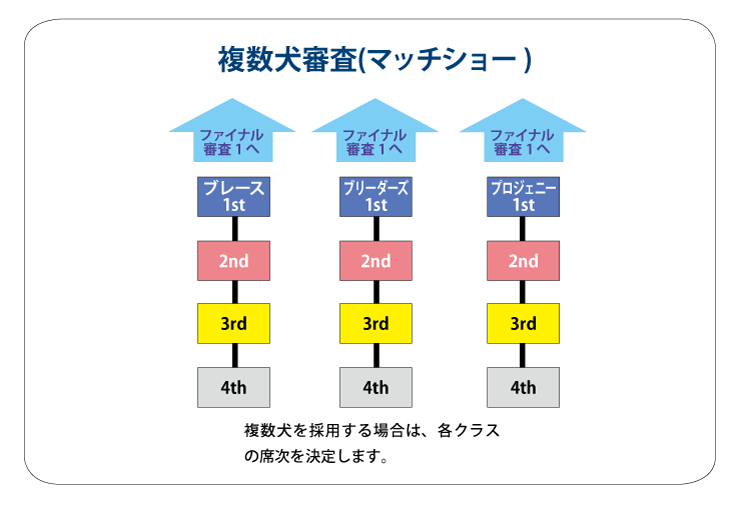 複数犬審査(マッチショー)
ファイナル
審査1へ
ファイナル
審査1へ
ファイナル
審査1へ
ブレース
1st
ブリーダーズ
1st
プロジェニー
1st
2nd
2nd
2nd
3rd
3rd
3rd
4th
4th
4th
複数犬を採用する場合は、各クラス
の席次を決定します。